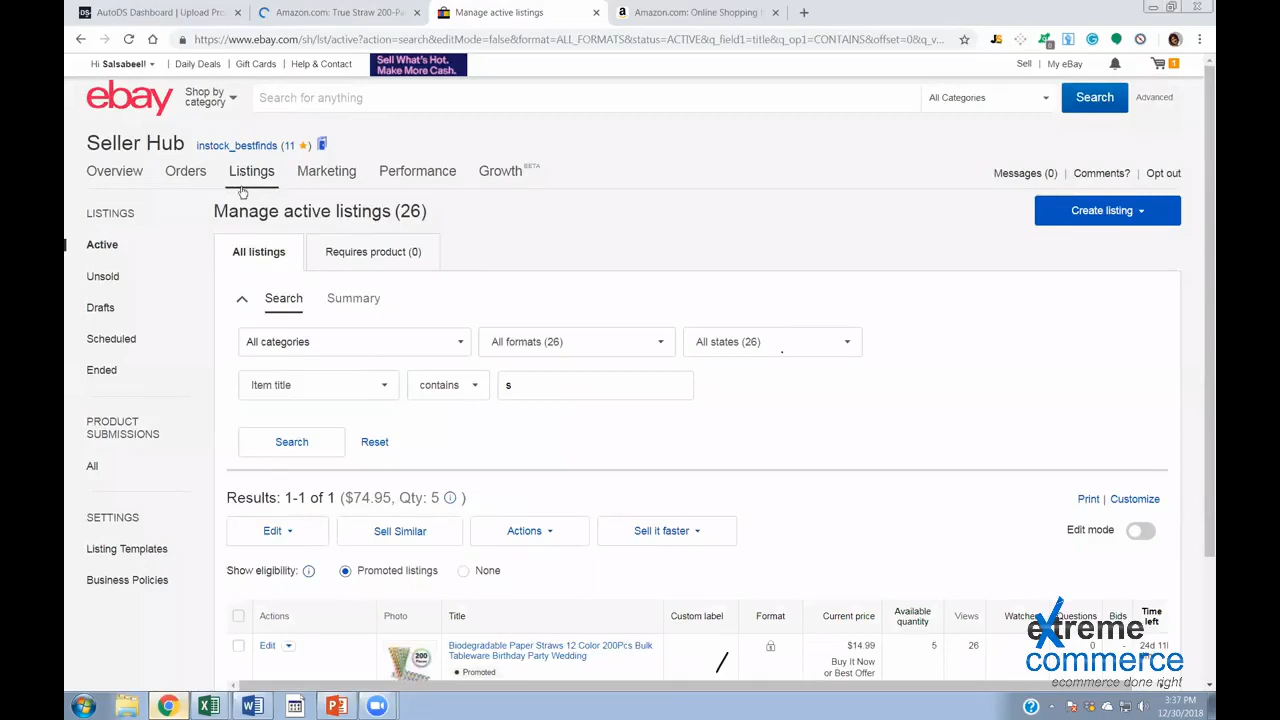 AutoDS Dashboard | Upload Pro
Amazon.com: True Straw 200-Pa
Manage active listings
Amazon.com: Online Shopping
https://www.ebay.com/sh/lst/active?action=search&editMode=false&format=ALL_FORMATS&status=ACTIVE&q_field1=title&q_op1=CONTAINS&offset=0&q_v...
Hi Salsabeell
Daily Deals
Gift Cards
Help & Contact
Sell What's Hot.
Make More Cash.
Sell
My eBay
1
ebay
Shop by
category
Search for anything
All Categories
Search
Advanced
Seller Hub
instock_bestfinds (11 )
Overview
Orders
Listings
Marketing
Performance
Growth BETA
Messages (0) | Comments? | Opt out
LISTINGS
Active
Unsold
Drafts
Scheduled
Ended
PRODUCT
SUBMISSIONS
All
SETTINGS
Listing Templates
Business Policies
Manage active listings (26)
Create listing
All listings
Requires product (0)
Search
Summary
All categories
All formats (26)
All states (26)
Item title
contains
s
Search
Reset
Results: 1-1 of 1 ($74.95, Qty: 5 )
Print | Customize
Edit
Sell Similar
Actions
Sell it faster
Edit mode
Show eligibility:
Promoted listings
None
Actions
Photo
Title
Custom label
Format
Current price
Available
quantity
Views
Watchers
Questions
Bids
Time
left
Edit
200
Biodegradable Paper Straws 12 Color 200Pcs Bulk
Tableware Birthday Party Wedding
Promoted
$14.99
Buy It Now
or Best Offer
5
26
0
-
24d 11
extreme
commerce
ecommerce done right
3:37 PM
12/30/2018